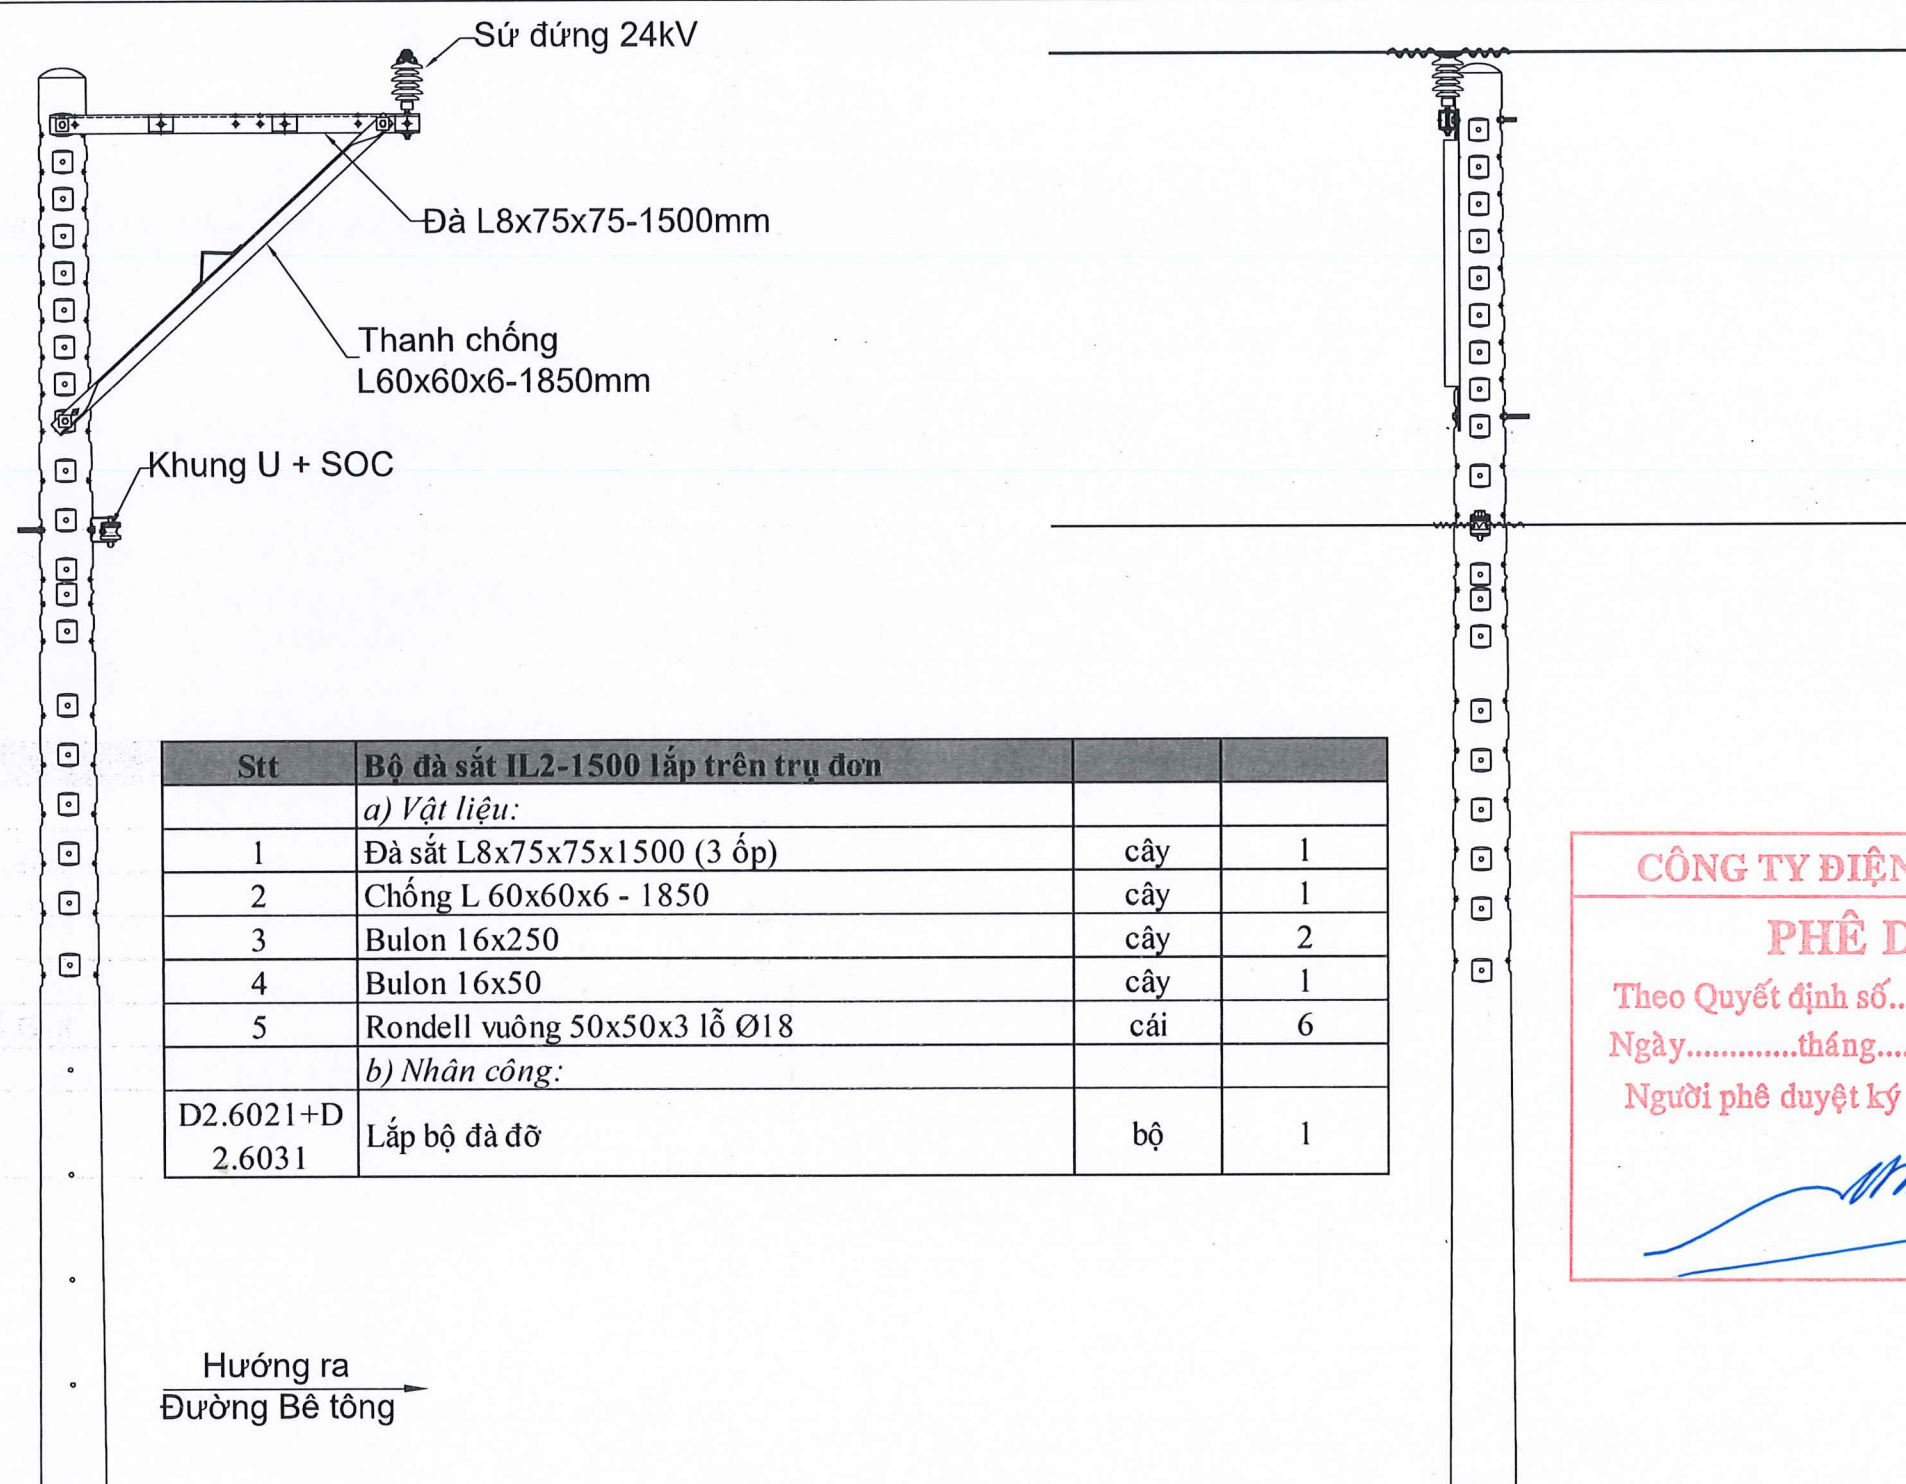 Sứ đứng 24kV
Đà L8x75x75-1500mm
Thanh chống
L60x60x6-1850mm
Khung U + SOC
Stt Bộ đà sắt IL2-1500 lắp trên trụ đơn
a) Vật liệu:
1 Đà sắt L8x75x75x1500 (3 ốp) cây 1
2 Chống L 60x60x6 - 1850 cây 1
3 Bulon 16x250 cây 2
4 Bulon 16x50 cây 1
5 Rondell vuông 50x50x3 lỗ Ø18 cái 6
b) Nhân công:
D2.6021+D
2.6031 Lắp bộ đà đỡ bộ 1
CÔNG TY ĐIỆN
PHÊ D
Theo Quyết định số..
Ngày.............tháng....
Người phê duyệt ký
Hướng ra
Đường Bê tông